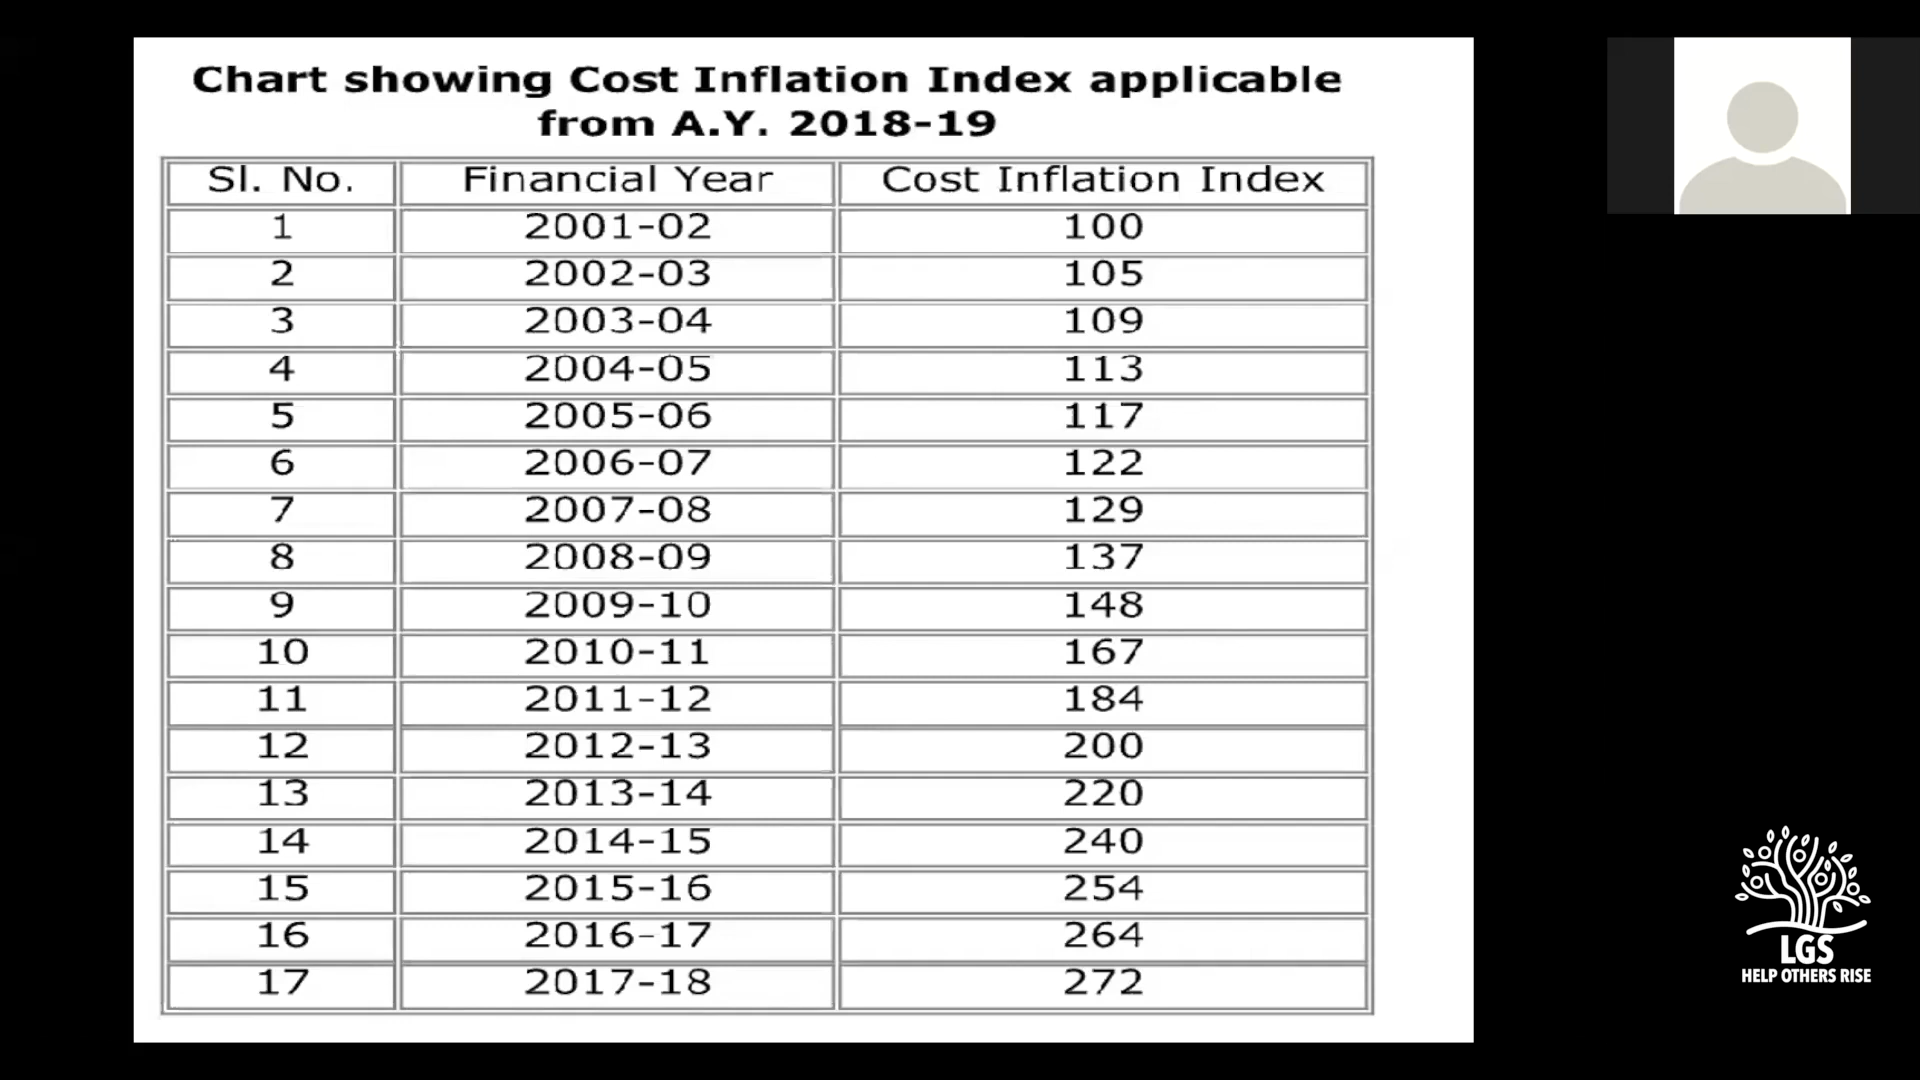 Chart showing Cost Inflation Index applicable
from A.Y. 2018-19
Sl. No. Financial Year Cost Inflation Index
1 2001-02 100
2 2002-03 105
3 2003-04 109
4 2004-05 113
5 2005-06 117
6 2006-07 122
7 2007-08 129
8 2008-09 137
9 2009-10 148
10 2010-11 167
11 2011-12 184
12 2012-13 200
13 2013-14 220
14 2014-15 240
15 2015-16 254
16 2016-17 264
17 2017-18 272
LGS
HELP OTHERS RISE